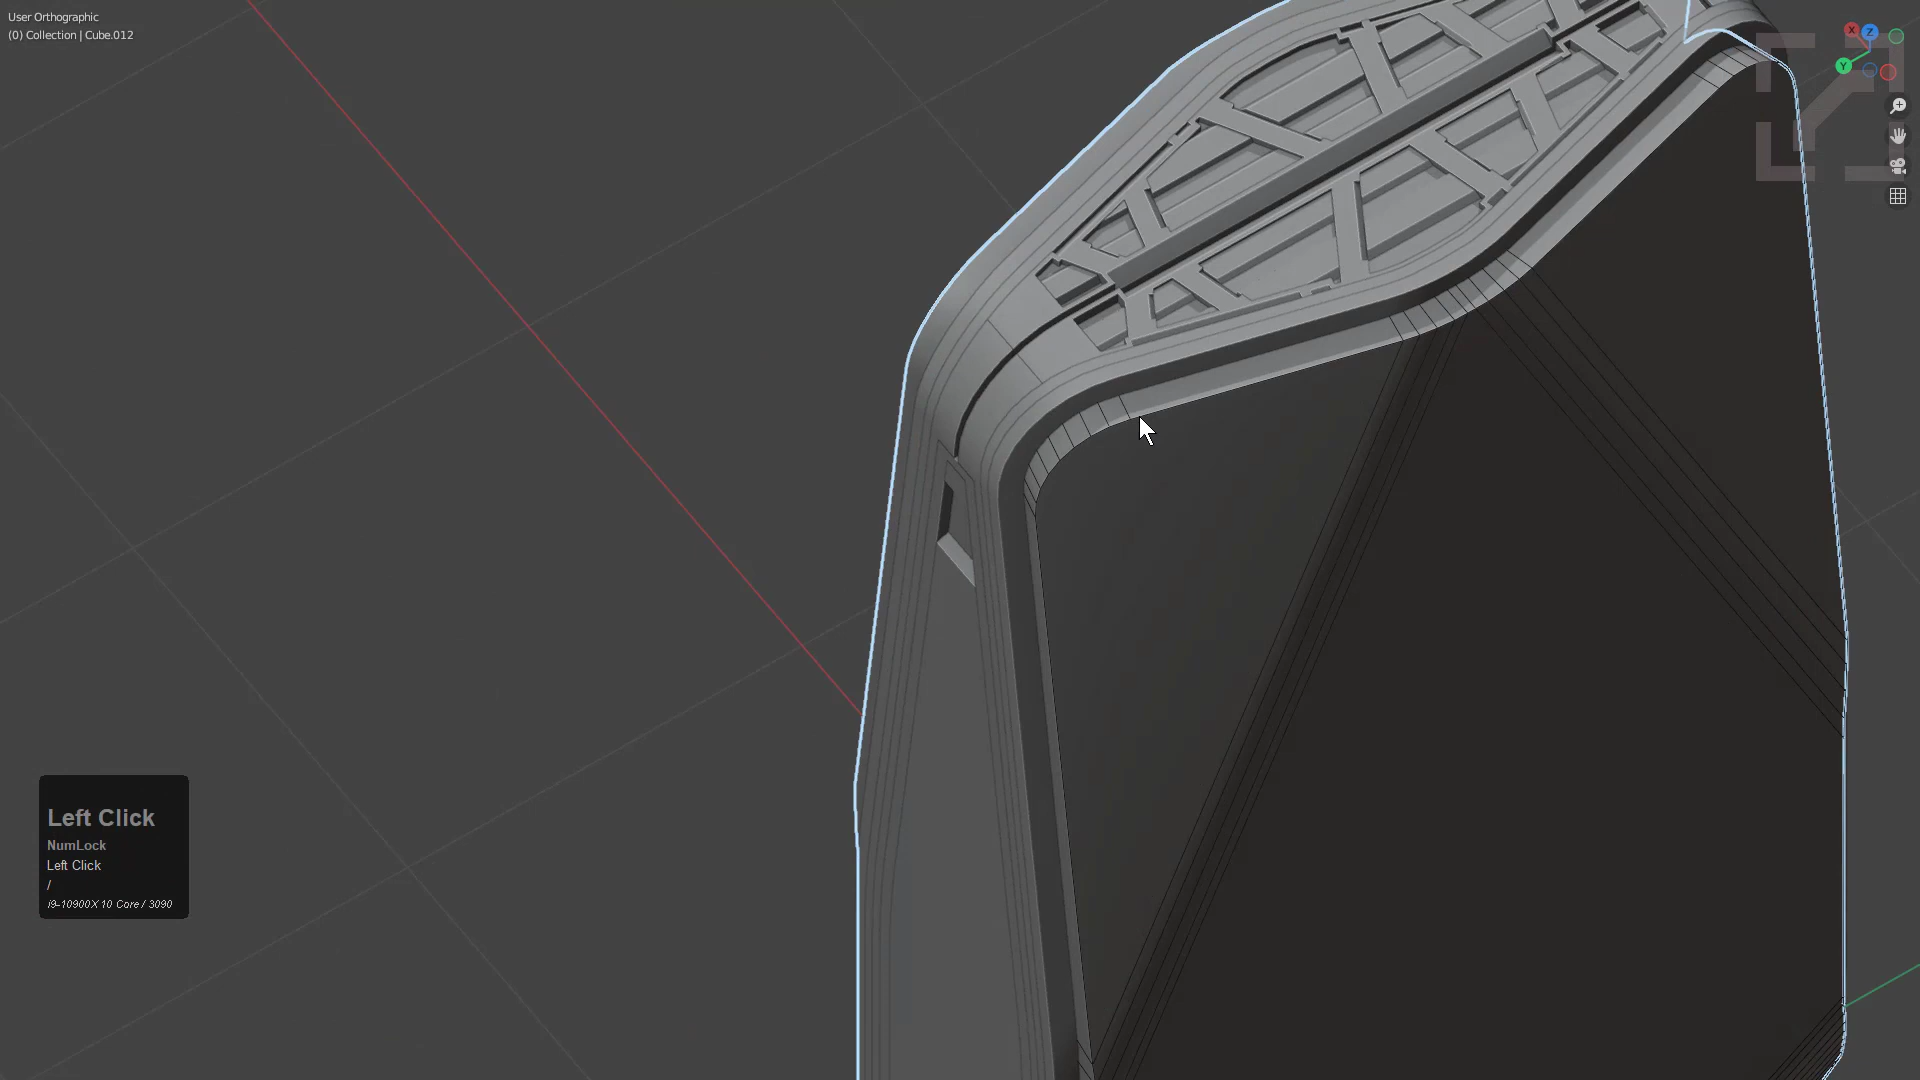 User Orthographic
(0) Collection | Cube.012
X
Z
Y
Left Click
NumLock
Left Click
/
i9-10900X 10 Core / 3090